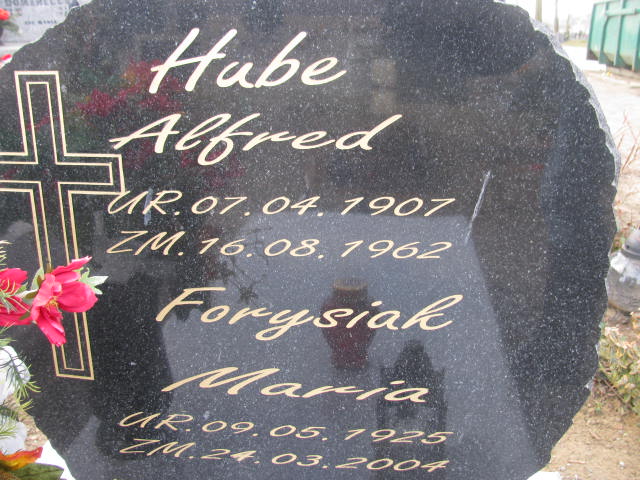 Hube
Alfred
UR. 07. 04. 1907
ZM. 16. 08. 1962
Forysiak
Maria
UR. 09. 05. 1925
ZM. 24. 03. 2004